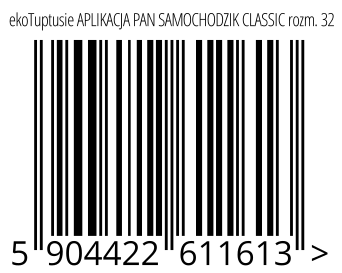 ekoTuptusie APLIKACJA PAN SAMOCHODZIK CLASSIC rozm. 32
5 904422 611613 >